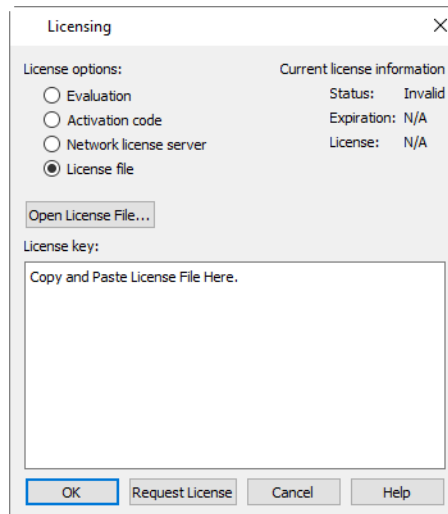 Licensing
License options:
Evaluation
Activation code
Network license server
License file
Current license information
Status: Invalid
Expiration: N/A
License: N/A
Open License File...
License key:
Copy and Paste License File Here.
OK
Request License
Cancel
Help